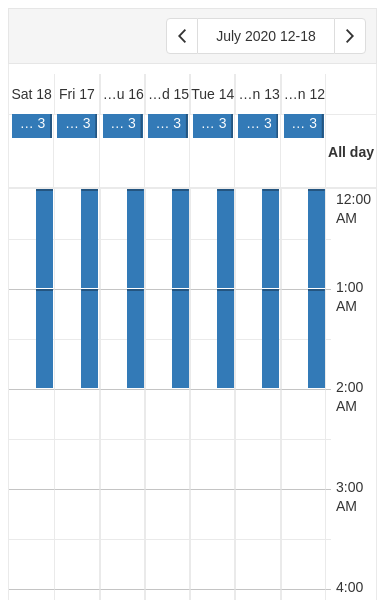 July 2020 12-18
Sat 18 Fri 17 ...u 16 ...d 15 Tue 14 ...n 13 ...n 12
... 3 ... 3 ... 3 ... 3 ... 3 ... 3 ... 3
All day
12:00
AM
1:00
AM
2:00
AM
3:00
AM
4:00